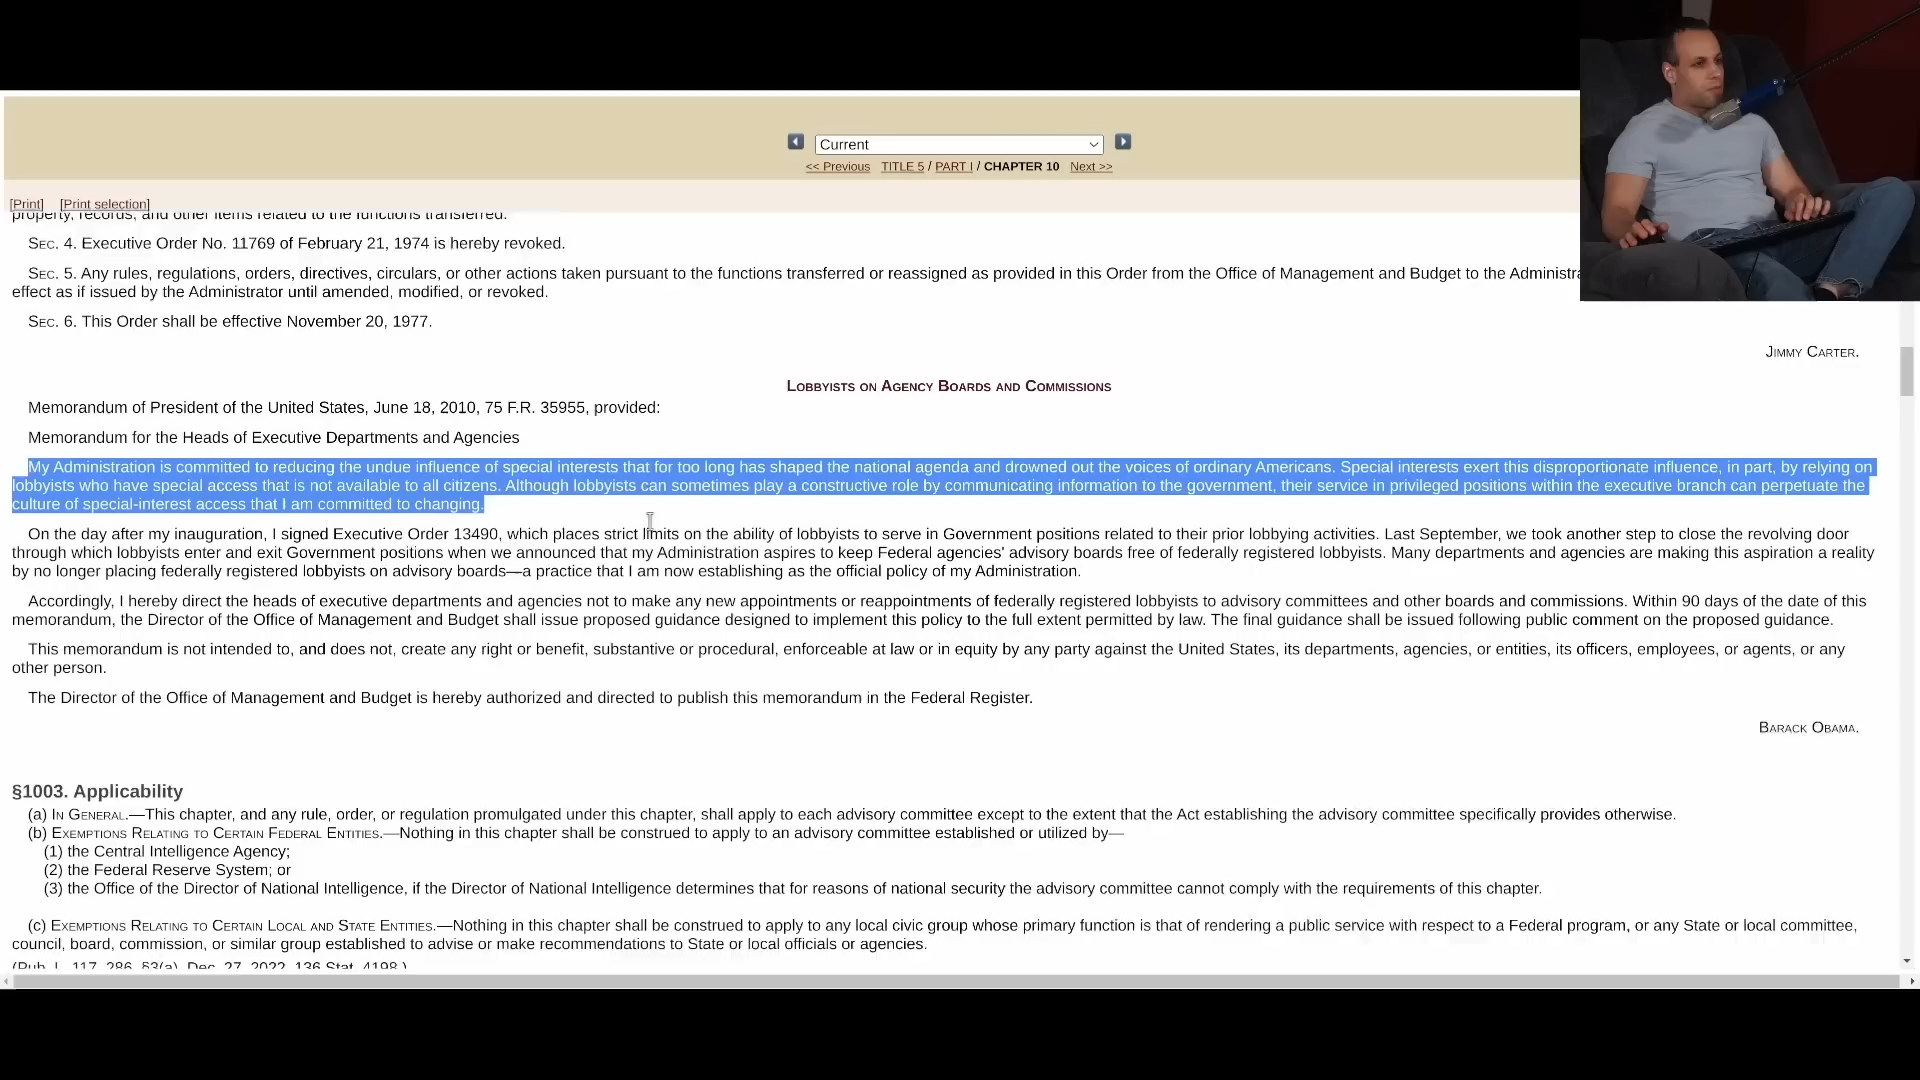 Current
<< Previous TITLE 5 / PART I / CHAPTER 10 Next >>
[Print] [Print selection]
property, records, and other items related to the functions transferred.
SEC. 4. Executive Order No. 11769 of February 21, 1974 is hereby revoked.
SEC. 5. Any rules, regulations, orders, directives, circulars, or other actions taken pursuant to the functions transferred or reassigned as provided in this Order from the Office of Management and Budget to the
effect as if issued by the Administrator until amended, modified, or revoked.
SEC. 6. This Order shall be effective November 20, 1977.
JIMMY CARTER.
LOBBYISTS ON AGENCY BOARDS AND COMMISSIONS
Memorandum of President of the United States, June 18, 2010, 75 F.R. 35955, provided:
Memorandum for the Heads of Executive Departments and Agencies
My Administration is committed to reducing the undue influence of special interests that for too long has shaped the national agenda and drowned out the voices of ordinary Americans. Special interests exert this disproportionate influence, in part, by relying on
lobbyists who have special access that is not available to all citizens. Although lobbyists can sometimes play a constructive role by communicating information to the government, their service in privileged positions within the executive branch can perpetuate the
culture of special-interest access that I am committed to changing.
On the day after my inauguration, I signed Executive Order 13490, which places strict limits on the ability of lobbyists to serve in Government positions related to their prior lobbying activities. Last September, we took another step to close the revolving door
through which lobbyists enter and exit Government positions when we announced that my Administration aspires to keep Federal agencies' advisory boards free of federally registered lobbyists. Many departments and agencies are making this aspiration a reality
by no longer placing federally registered lobbyists on advisory boards—a practice that I am now establishing as the official policy of my Administration.
Accordingly, I hereby direct the heads of executive departments and agencies not to make any new appointments or reappointments of federally registered lobbyists to advisory committees and other boards and commissions. Within 90 days of the date of this
memorandum, the Director of the Office of Management and Budget shall issue proposed guidance designed to implement this policy to the full extent permitted by law. The final guidance shall be issued following public comment on the proposed guidance.
This memorandum is not intended to, and does not, create any right or benefit, substantive or procedural, enforceable at law or in equity by any party against the United States, its departments, agencies, or entities, its officers, employees, or agents, or any
other person.
The Director of the Office of Management and Budget is hereby authorized and directed to publish this memorandum in the Federal Register.
BARACK OBAMA.
§1003. Applicability
(a) IN GENERAL.—This chapter, and any rule, order, or regulation promulgated under this chapter, shall apply to each advisory committee except to the extent that the Act establishing the advisory committee specifically provides otherwise.
(b) EXEMPTIONS RELATING TO CERTAIN FEDERAL ENTITIES.—Nothing in this chapter shall be construed to apply to an advisory committee established or utilized by—
(1) the Central Intelligence Agency;
(2) the Federal Reserve System; or
(3) the Office of the Director of National Intelligence, if the Director of National Intelligence determines that for reasons of national security the advisory committee cannot comply with the requirements of this chapter.
(c) EXEMPTIONS RELATING TO CERTAIN LOCAL AND STATE ENTITIES.—Nothing in this chapter shall be construed to apply to any local civic group whose primary function is that of rendering a public service with respect to a Federal program, or any State or local committee,
council, board, commission, or similar group established to advise or make recommendations to State or local officials or agencies.
(Pub. L. 117–286, §3(a), Dec. 27, 2022, 136 Stat. 4198.)